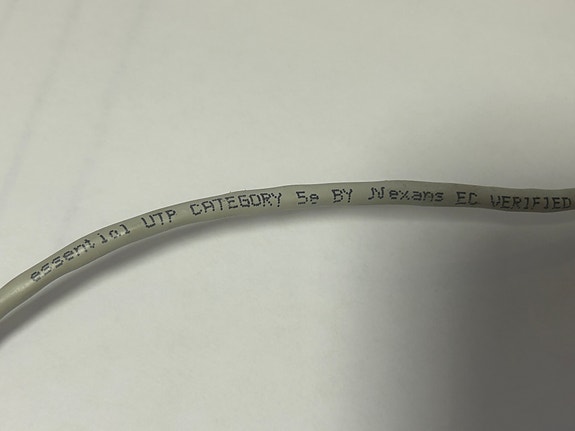 essential UTP CATEGORY 5e BY Nexans EC VERIFIED